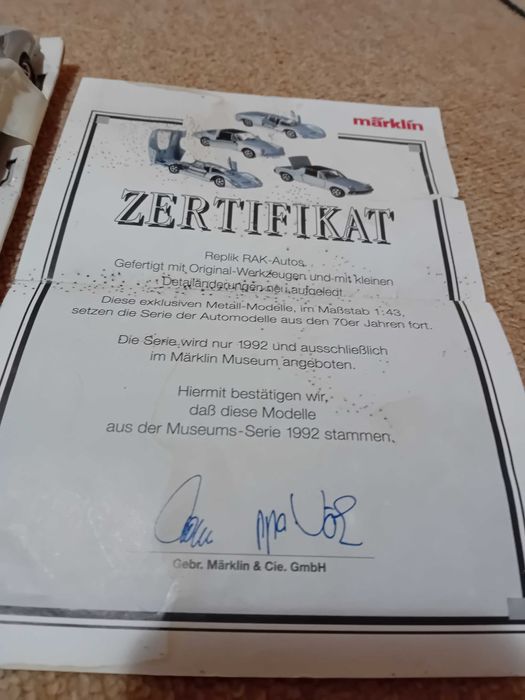 märklin
ZERTIFIKAT
Replik RAK-Autos.
Gefertigt mit Original-Werkzeugen und mit kleinen
Detailänderungen neu aufgelegt.
Diese exklusiven Metall-Modelle, im Maßstab 1:43,
setzen die Serie der Automodelle aus den 70er Jahren fort.
Die Serie wird nur 1992 und ausschließlich
im Märklin Museum angeboten.
Hiermit bestätigen wir,
daß diese Modelle
aus der Museums-Serie 1992 stammen.
Gebr. Märklin & Cie. GmbH